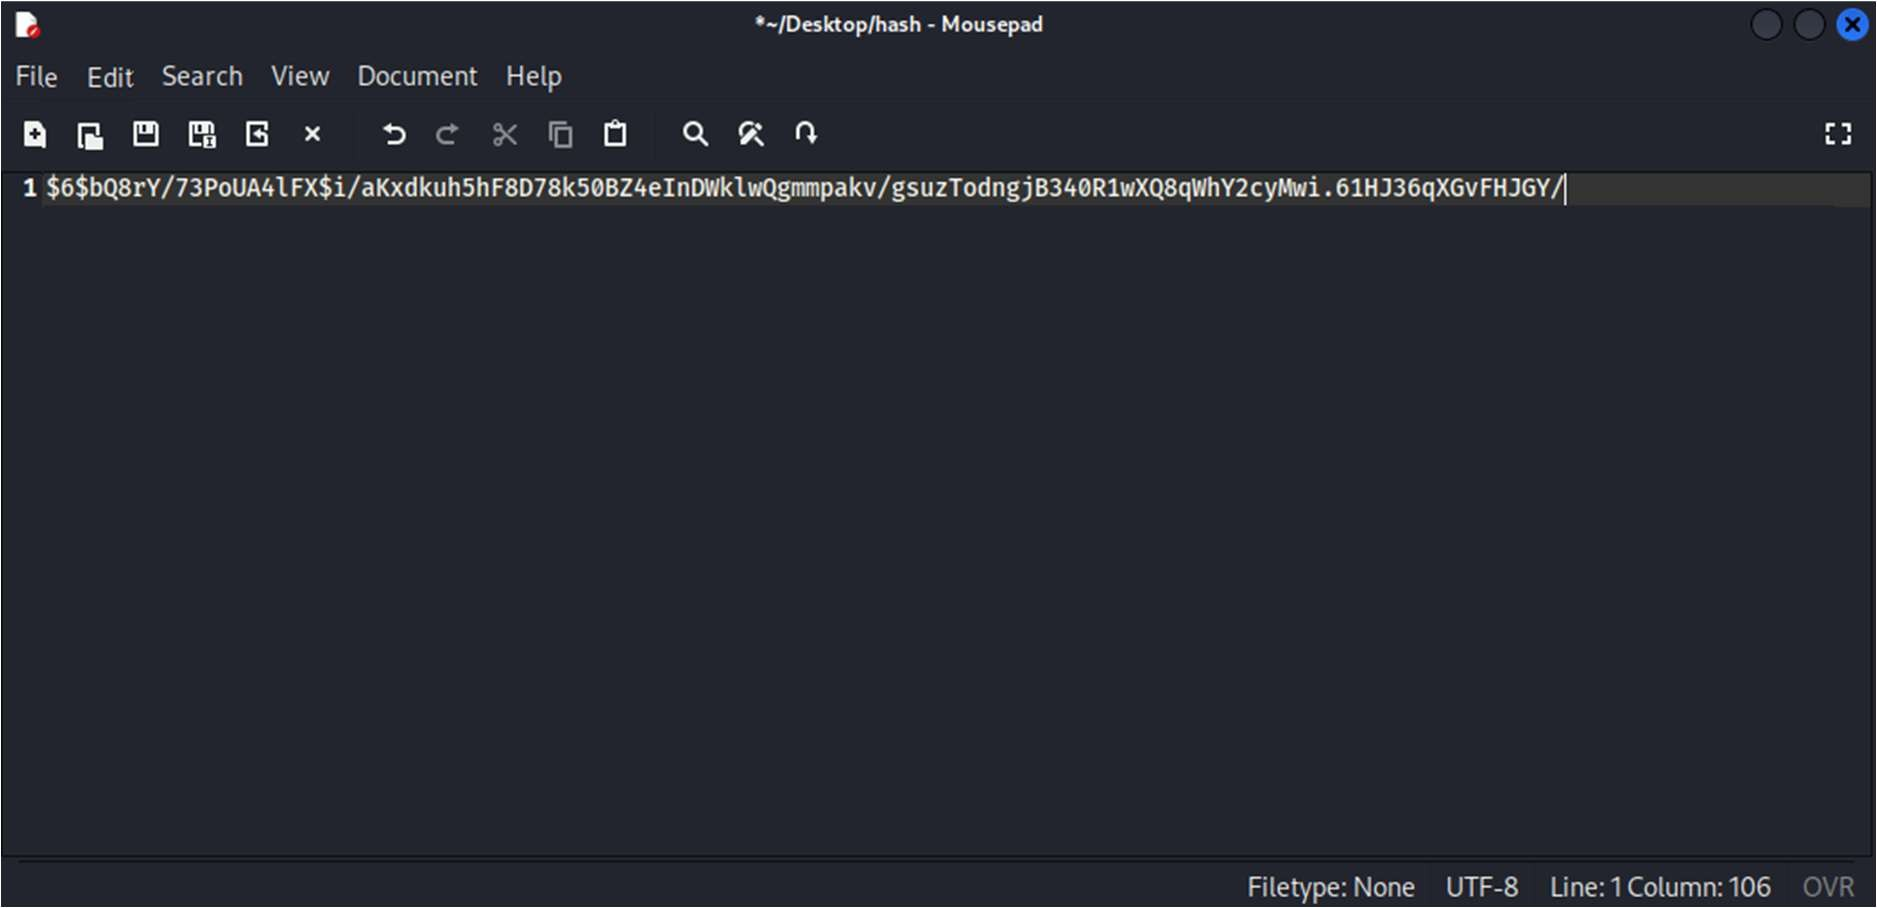 *~/Desktop/hash - Mousepad
File Edit Search View Document Help
1 $6$bQ8rY/73PoUA4lFX$i/aKxdkuh5hF8D78k50BZ4eInDWklwQgmmpakv/gsuzTodngjB340R1wXQ8qWhY2cyMwi.61HJ36qXGvFHJGY/
Filetype: None UTF-8 Line: 1 Column: 106 OVR